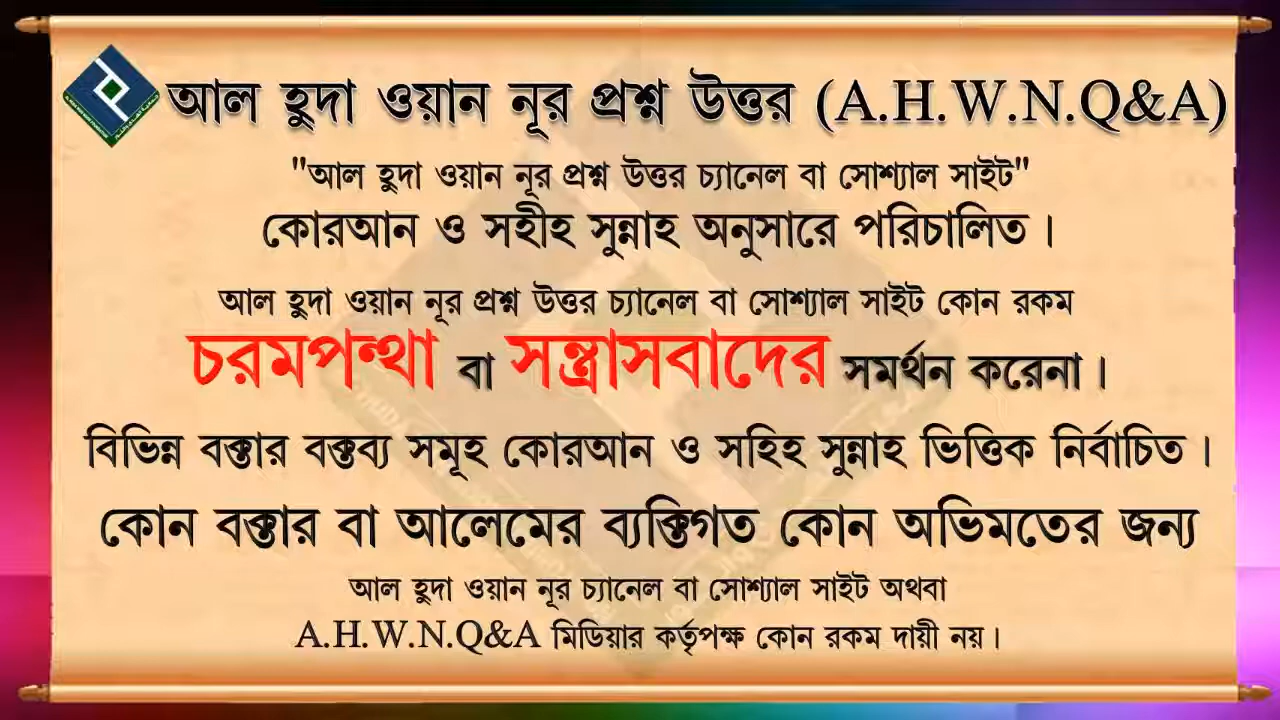 আল হুদা ওয়ান নূর প্রশ্ন উত্তর (A.H.W.N.Q&A)
"আল হুদা ওয়ান নূর প্রশ্ন উত্তর চ্যানেল বা সোশ্যাল সাইট"
কোরআন ও সহীহ সুন্নাহ অনুসারে পরিচালিত।
আল হুদা ওয়ান নূর প্রশ্ন উত্তর চ্যানেল বা সোশ্যাল সাইট কোন রকম
চরমপন্থা বা সন্ত্রাসবাদের সমর্থন করেনা।
বিভিন্ন বক্তার বক্তব্য সমূহ কোরআন ও সহিহ সুন্নাহ ভিত্তিক নির্বাচিত।
কোন বক্তার বা আলেমের ব্যক্তিগত কোন অভিমতের জন্য
আল হুদা ওয়ান নূর চ্যানেল বা সোশ্যাল সাইট অথবা
A.H.W.N.Q&A মিডিয়ার কর্তৃপক্ষ কোন রকম দায়ী নয়।